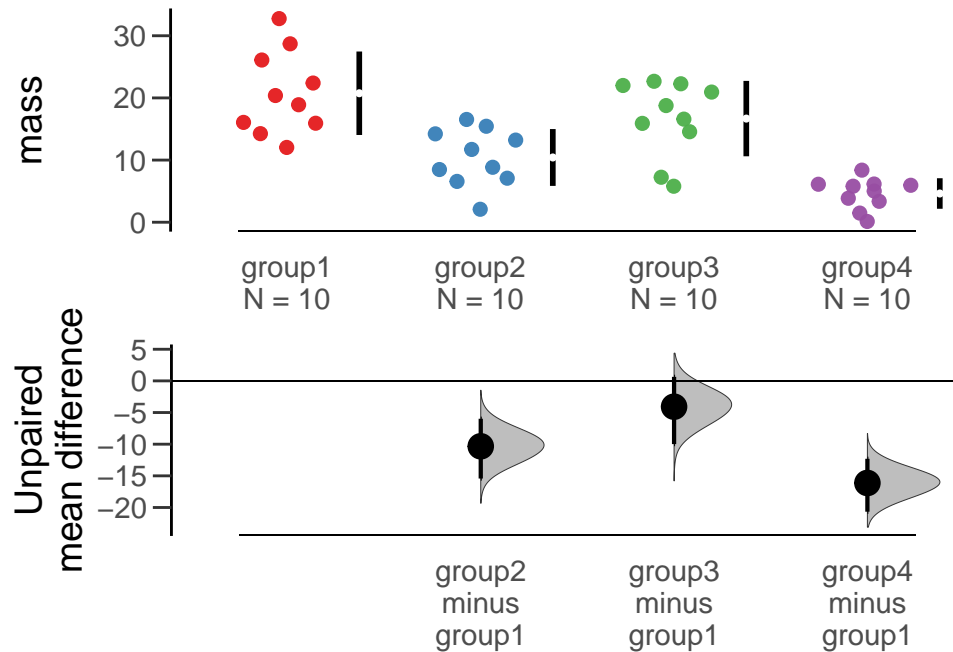 mass
30
20
10
0
group1
N = 10
group2
N = 10
group3
N = 10
group4
N = 10
Unpaired
mean difference
5
0
−5
−10
−15
−20
group2
minus
group1
group3
minus
group1
group4
minus
group1